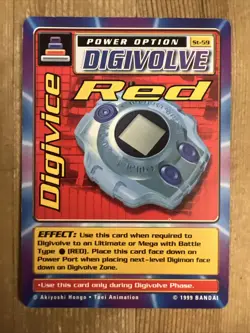 POWER OPTION
St-59
DIGIVOLVE
Digivice
Red
EFFECT: Use this card when required to
Digivolve to an Ultimate or Mega with Battle
Type ● (RED). Place this card face down on
Power Port when placing next-level Digimon face
down on Digivolve Zone.
•Use this card only during Digivolve Phase.
© Akiyoshi Hongo • Toei Animation
© 1999 BANDAI